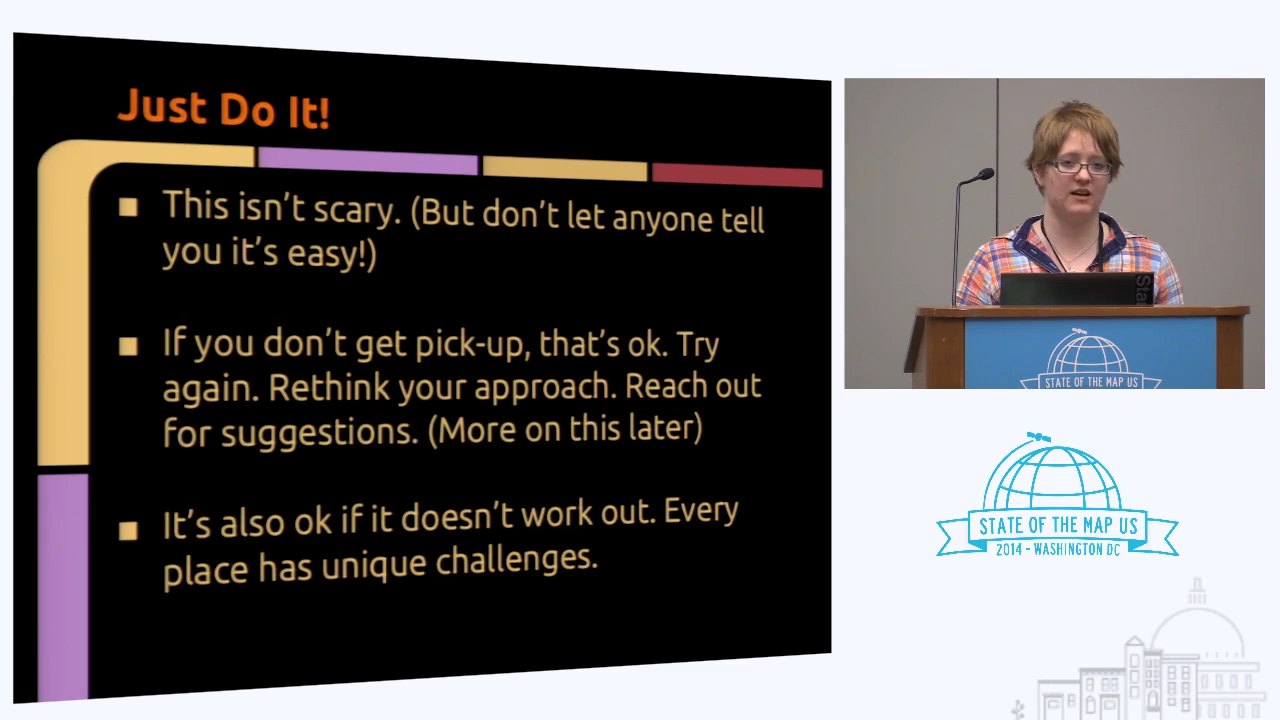 Just Do It!
This isn't scary. (But don't let anyone tell
you it's easy!)
If you don't get pick-up, that's ok. Try
again. Rethink your approach. Reach out
for suggestions. (More on this later)
It's also ok if it doesn't work out. Every
place has unique challenges.
Sta
STATE OF THE MAP US
STATE OF THE MAP US
2014 - WASHINGTON DC